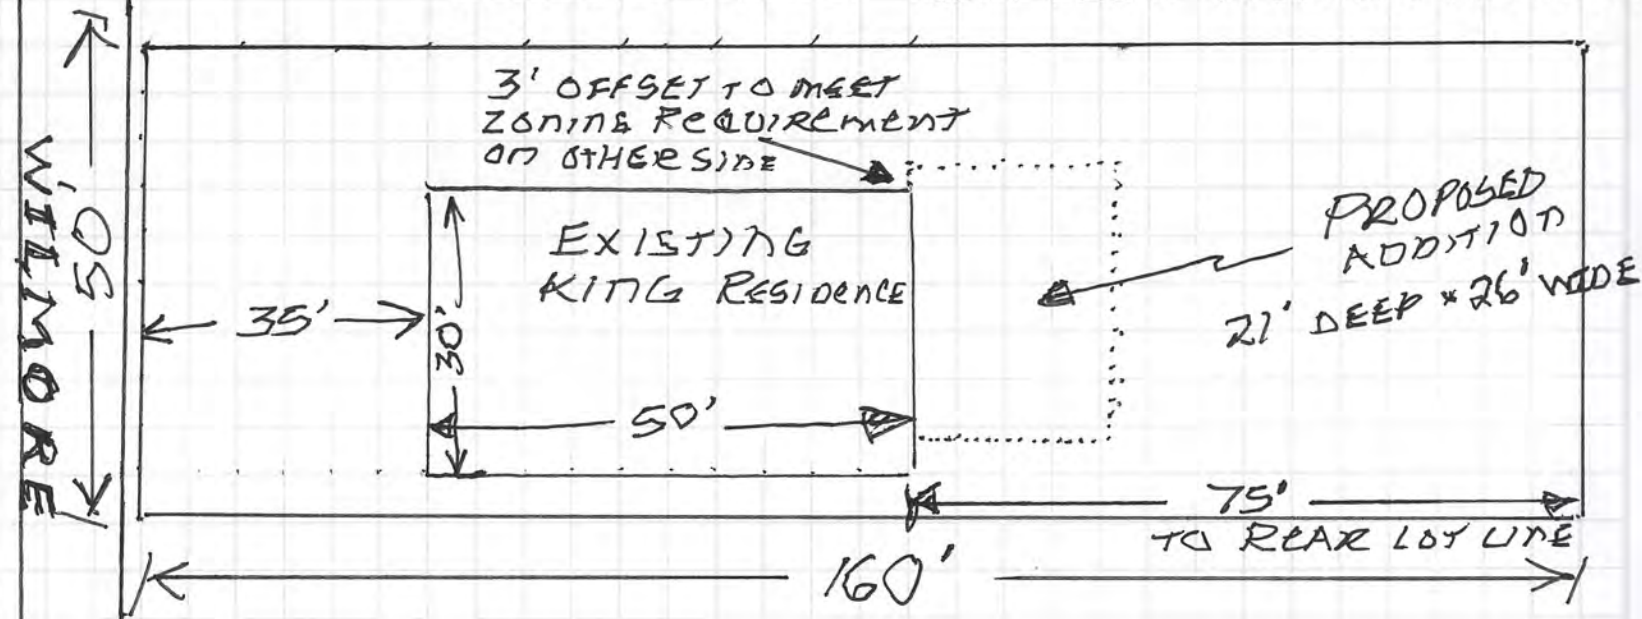 WILMORE
50'
3' OFFSET TO MEET
ZONING REQUIREMENT
ON OTHER SIDE
EXISTING
KING RESIDENCE
PROPOSED
ADDITION
21' DEEP x 26' WIDE
35'
30'
50'
75'
TO REAR LOT LINE
160'